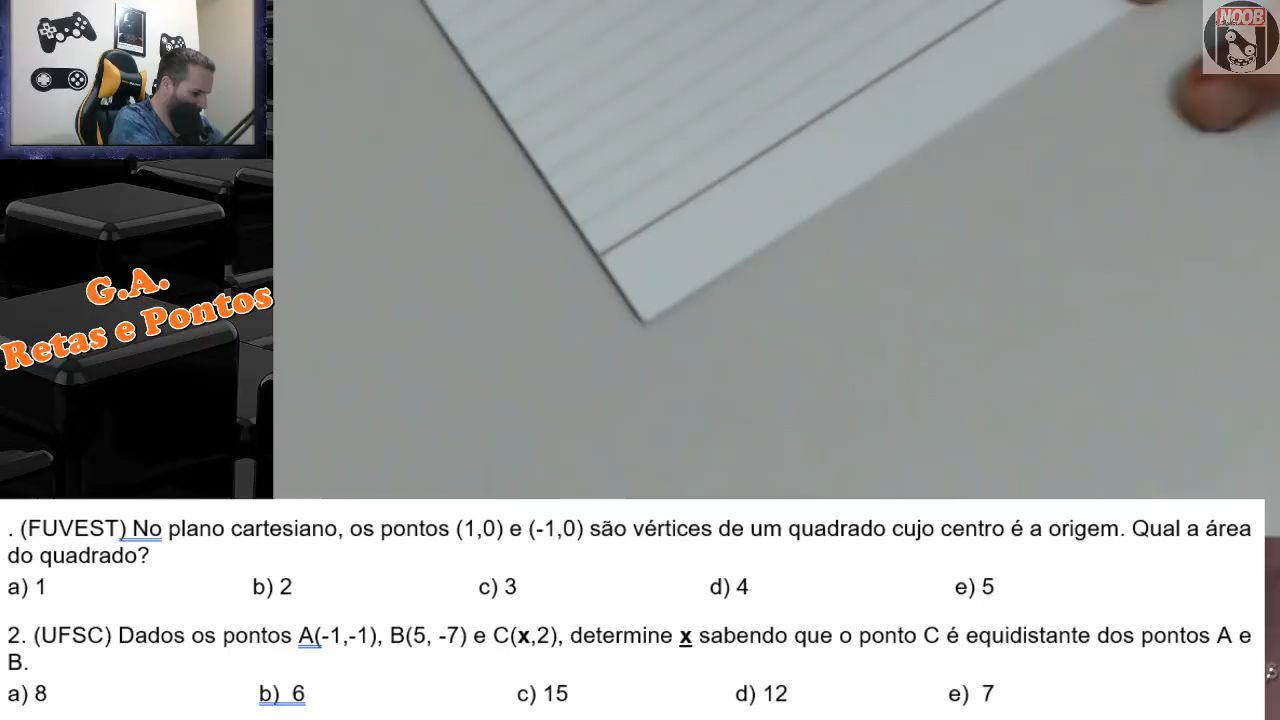 NOOB
G.A.
Retas e Pontos
. (FUVEST) No plano cartesiano, os pontos (1,0) e (-1,0) são vértices de um quadrado cujo centro é a origem. Qual a área
do quadrado?
a) 1 b) 2 c) 3 d) 4 e) 5
2. (UFSC) Dados os pontos A(-1,-1), B(5, -7) e C(x,2), determine x sabendo que o ponto C é equidistante dos pontos A e
B.
a) 8 b) 6 c) 15 d) 12 e) 7